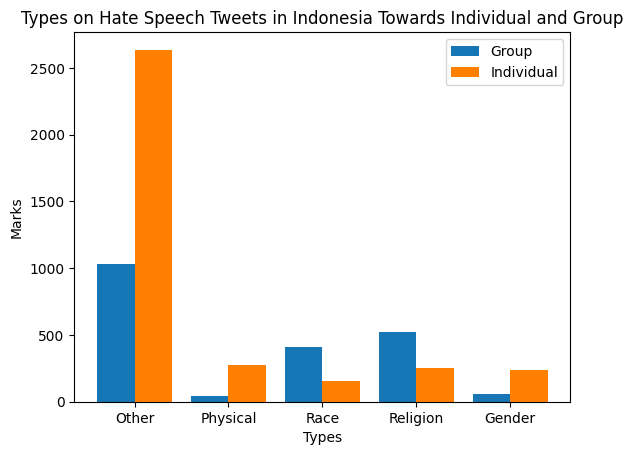 Types on Hate Speech Tweets in Indonesia Towards Individual and Group
Group
Individual
2500
2000
1500
1000
500
0
Marks
Other Physical Race Religion Gender
Types